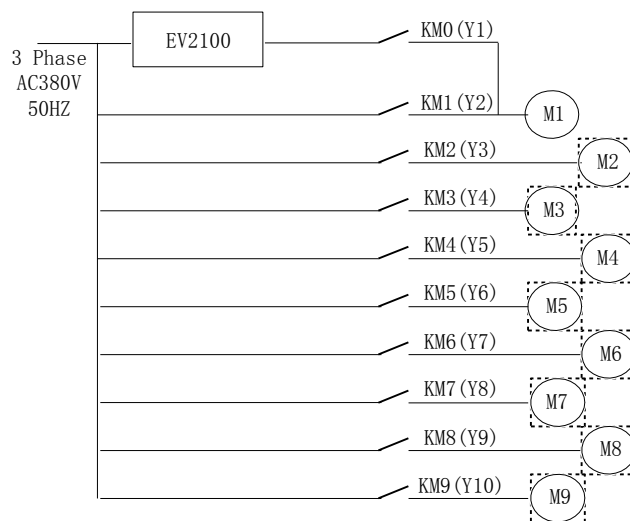 EV2100
KM0(Y1)
3 Phase
AC380V
50HZ
KM1(Y2)
M1
KM2(Y3)
M2
KM3(Y4)
M3
KM4(Y5)
M4
KM5(Y6)
M5
KM6(Y7)
M6
KM7(Y8)
M7
KM8(Y9)
M8
KM9(Y10)
M9